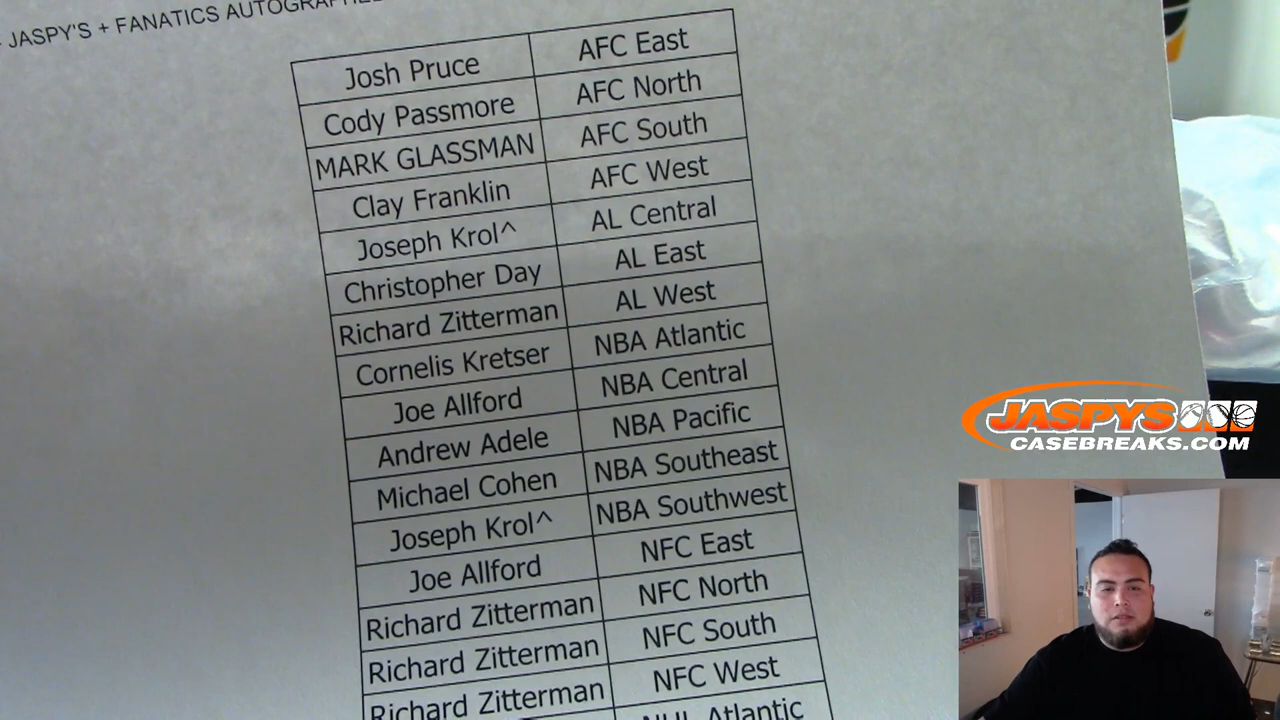 JASPY'S + FANATICS AUTOGRAPHED
Josh Pruce AFC East
Cody Passmore AFC North
MARK GLASSMAN AFC South
Clay Franklin AFC West
Joseph Krol^ AL Central
Christopher Day AL East
Richard Zitterman AL West
Cornelis Kretser NBA Atlantic
Joe Allford NBA Central
Andrew Adele NBA Pacific
Michael Cohen NBA Southeast
Joseph Krol^ NBA Southwest
Joe Allford NFC East
Richard Zitterman NFC North
Richard Zitterman NFC South
Richard Zitterman NFC West
NHL Atlantic
JASPYS
CASEBREAKS.COM